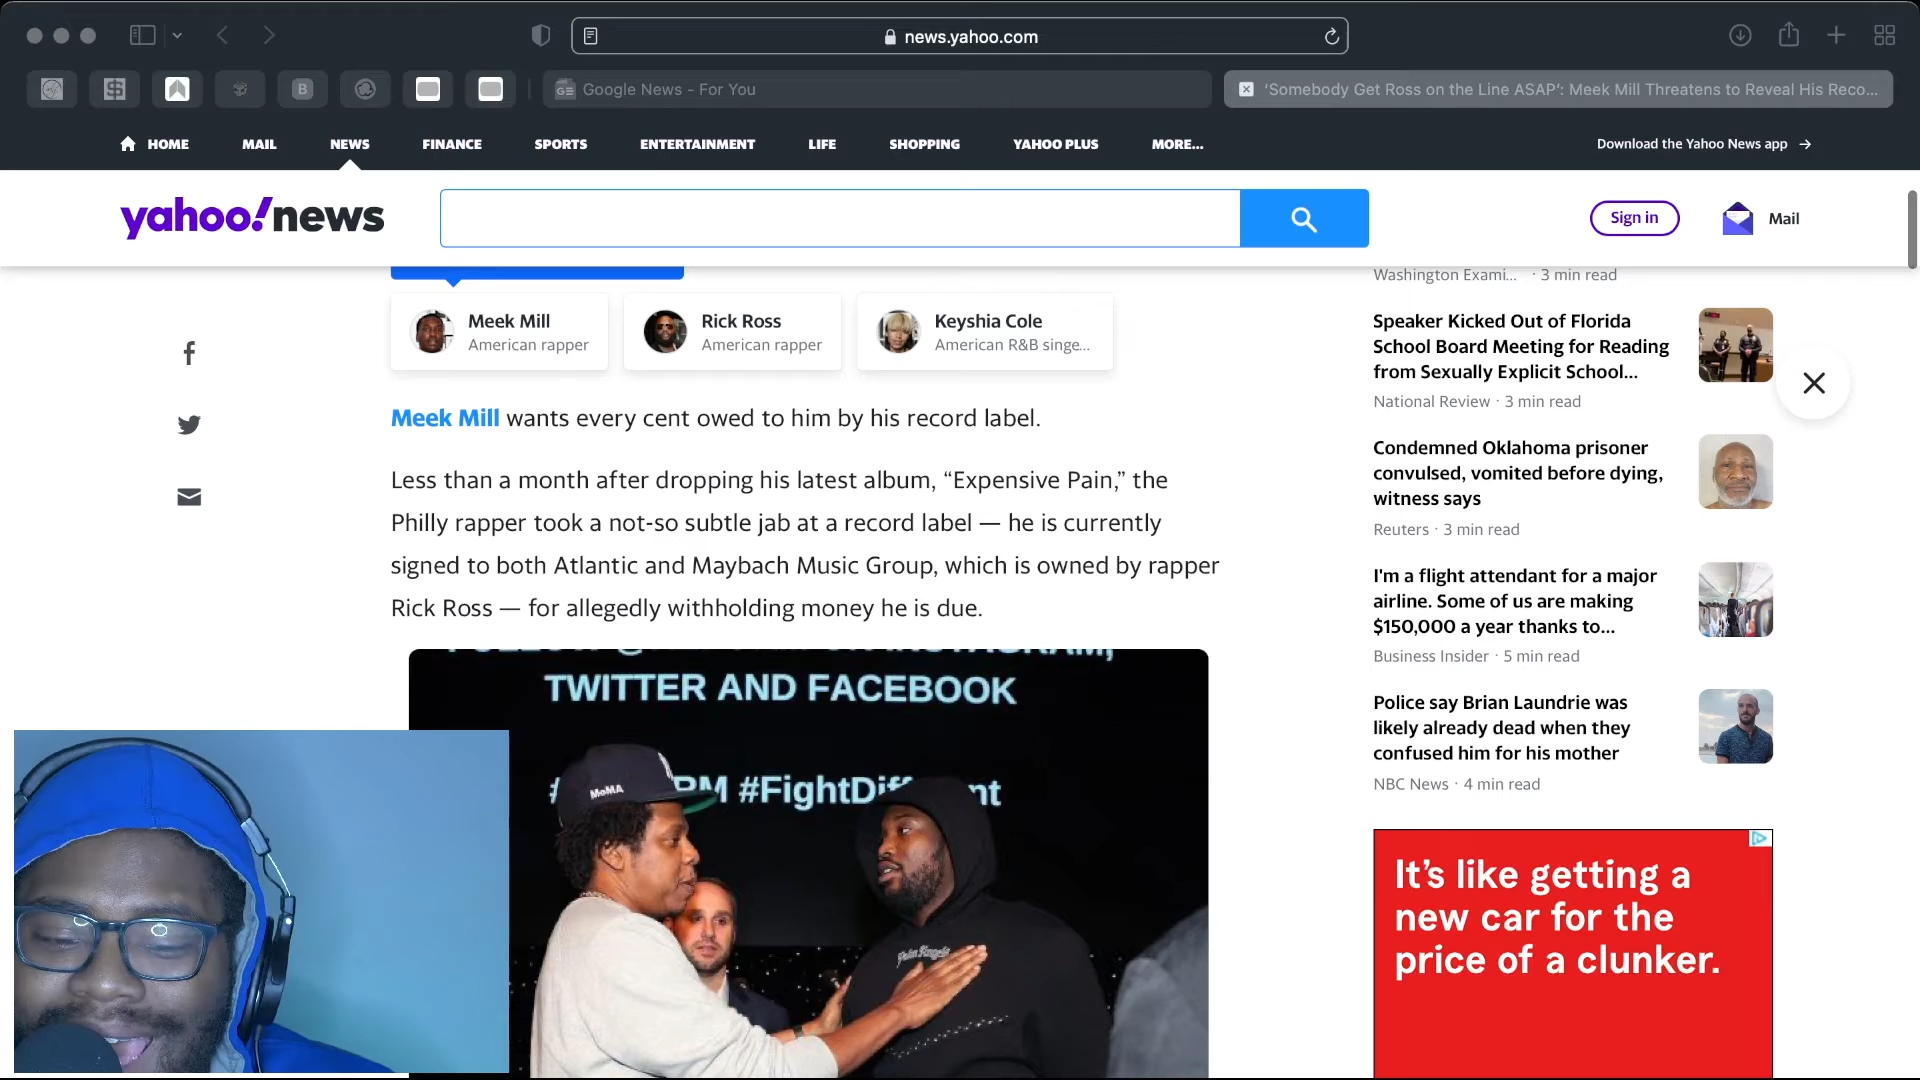 news.yahoo.com
B
GE Google News - For You
'Somebody Get Ross on the Line ASAP': Meek Mill Threatens to Reveal His Reco...
HOME MAIL NEWS FINANCE SPORTS ENTERTAINMENT LIFE SHOPPING YAHOO PLUS MORE...
Download the Yahoo News app →
yahoo!news
Sign in
Mail
Meek Mill
American rapper
Rick Ross
American rapper
Keyshia Cole
American R&B singe...
Meek Mill wants every cent owed to him by his record label.
Less than a month after dropping his latest album, “Expensive Pain,” the
Philly rapper took a not-so subtle jab at a record label — he is currently
signed to both Atlantic and Maybach Music Group, which is owned by rapper
Rick Ross — for allegedly withholding money he is due.
TWITTER AND FACEBOOK
MoMA
Palm Angels
Washington Exami... · 3 min read
Speaker Kicked Out of Florida
School Board Meeting for Reading
from Sexually Explicit School...
National Review · 3 min read
Condemned Oklahoma prisoner
convulsed, vomited before dying,
witness says
Reuters · 3 min read
I'm a flight attendant for a major
airline. Some of us are making
$150,000 a year thanks to...
Business Insider · 5 min read
Police say Brian Laundrie was
likely already dead when they
confused him for his mother
NBC News · 4 min read
It's like getting a
new car for the
price of a clunker.